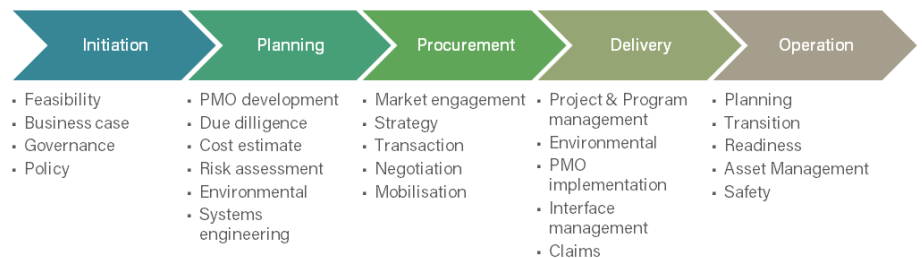 Initiation
Planning
Procurement
Delivery
Operation
▪ Feasibility
▪ Business case
▪ Governance
▪ Policy
▪ PMO development
▪ Due dilligence
▪ Cost estimate
▪ Risk assessment
▪ Environmental
▪ Systems
engineering
▪ Market engagement
▪ Strategy
▪ Transaction
▪ Negotiation
▪ Mobilisation
▪ Project & Program
management
▪ Environmental
▪ PMO
implementation
▪ Interface
management
▪ Claims
▪ Planning
▪ Transition
▪ Readiness
▪ Asset Management
▪ Safety